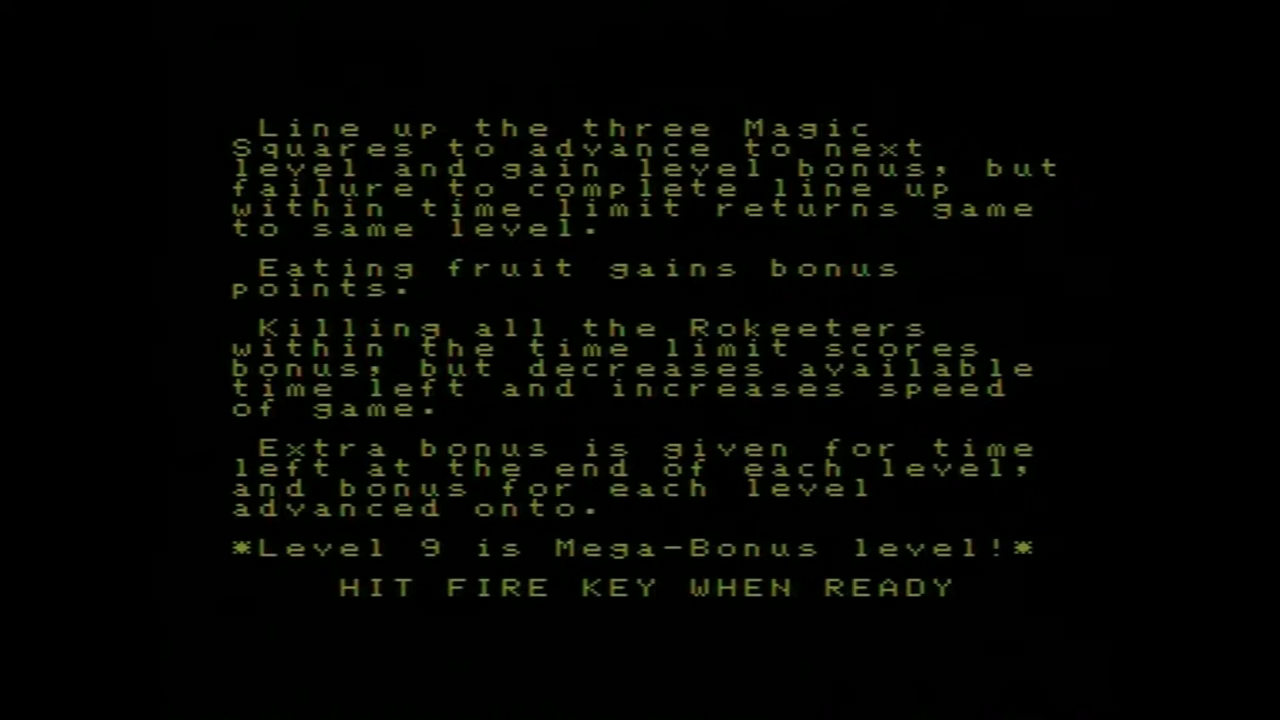 Line up the three Magic
Squares to advance to next
level and gain level bonus, but
failure to complete line up
within time limit returns game
to same level.
Eating fruit gains bonus
points.
Killing all the Rokeeters
within the time limit scores
bonus, but decreases available
time left and increases speed
of game.
Extra bonus is given for time
left at the end of each level,
and bonus for each level
advanced onto.
*Level 9 is Mega-Bonus level!*
HIT FIRE KEY WHEN READY